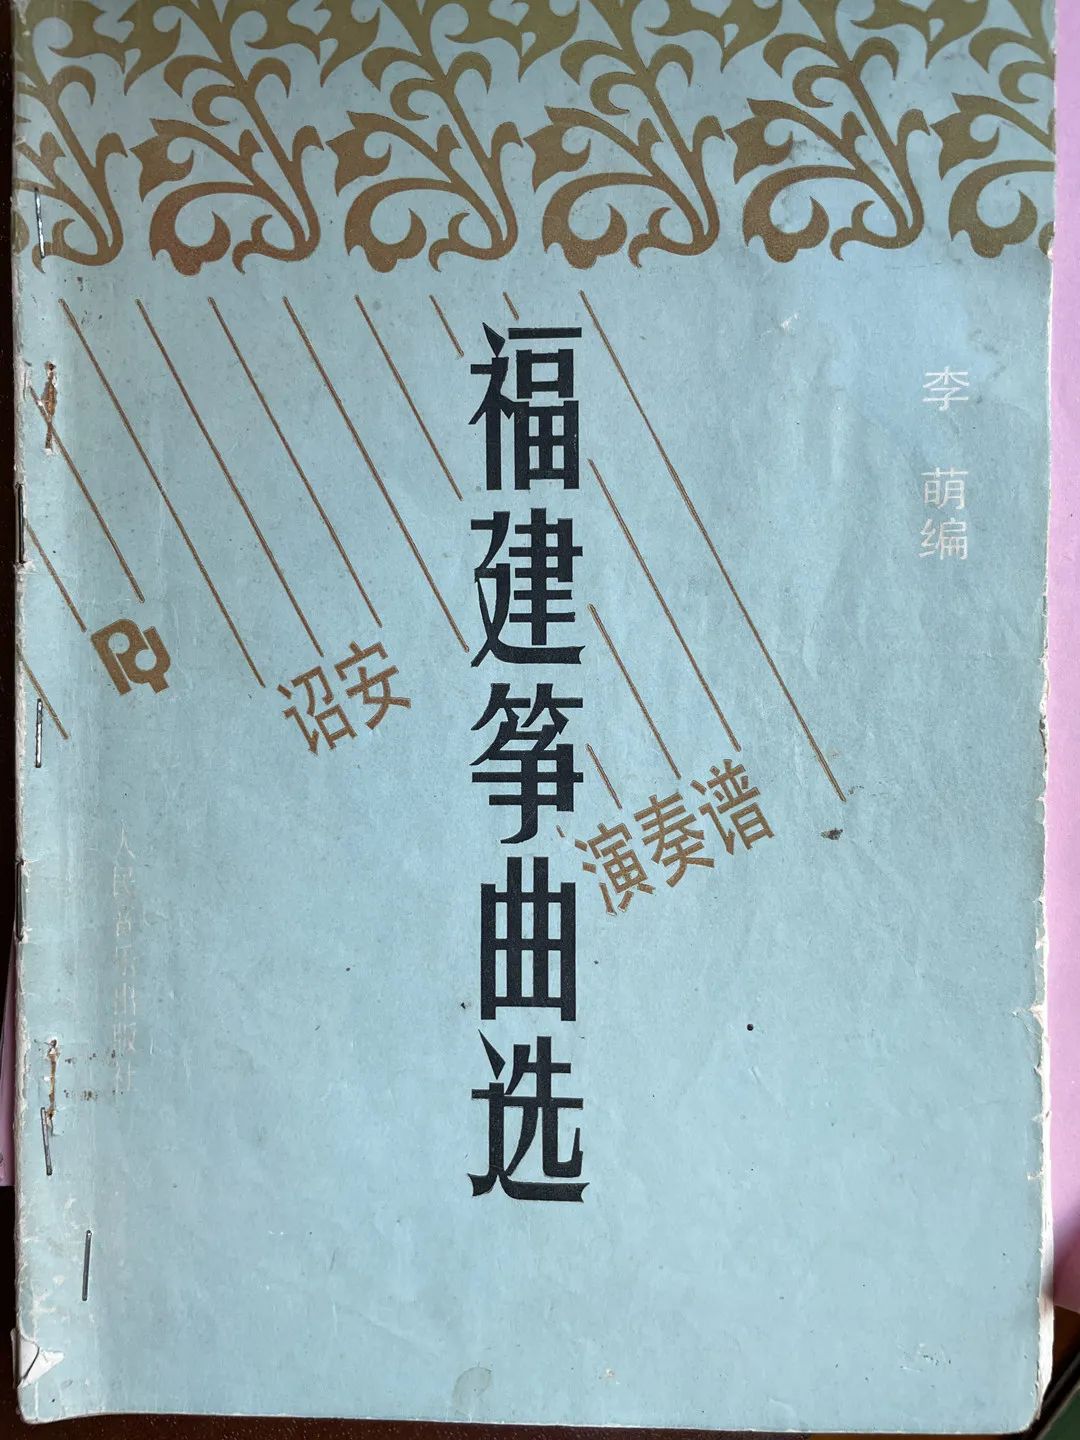 福建筝曲选
诏安
演奏谱
李萌编
人民音乐出版社